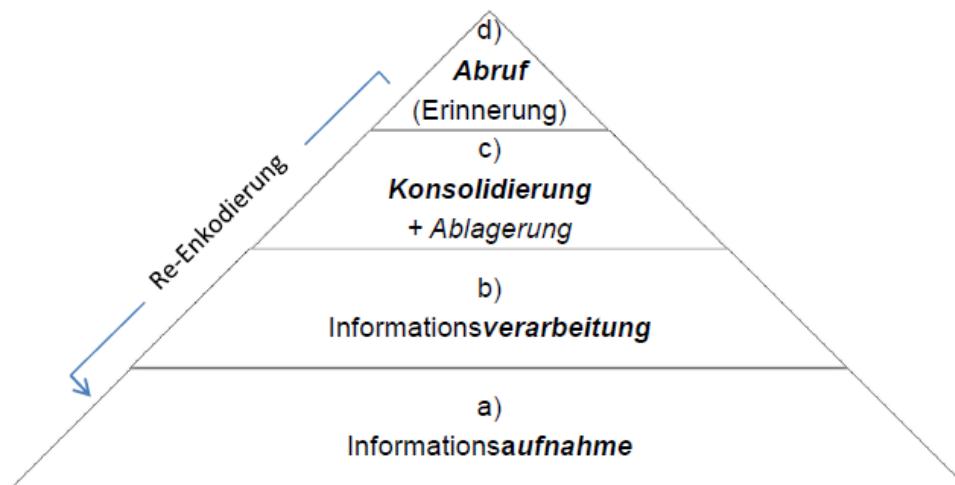 d)
Abruf
(Erinnerung)
Re-Enkodierung
c)
Konsolidierung
+ Ablagerung
b)
Informationsverarbeitung
a)
Informationsaufnahme